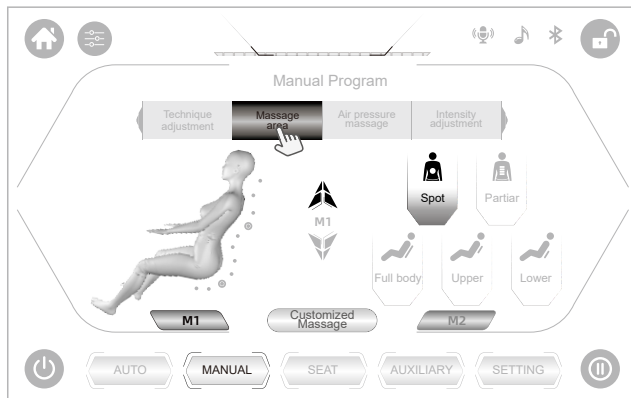 Manual Program
Technique
adjustment
Massage
area
Air pressure
massage
Intensity
adjustment
M1
Spot
Partiar
Full body
Upper
Lower
M1
Customized
Massage
M2
AUTO
MANUAL
SEAT
AUXILIARY
SETTING